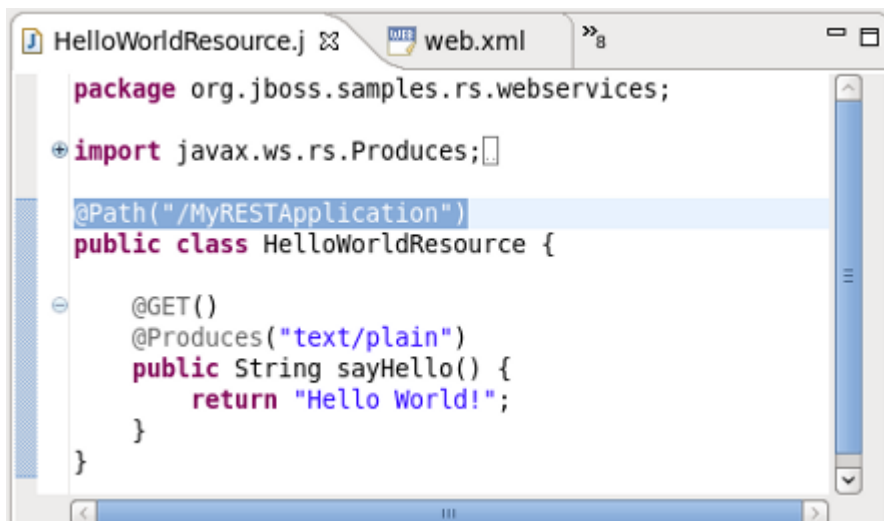 HelloWorldResource.j web.xml »8
package org.jboss.samples.rs.webservices;
import javax.ws.rs.Produces;
@Path("/MyRESTApplication")
public class HelloWorldResource {
@GET()
@Produces("text/plain")
public String sayHello() {
return "Hello World!";
}
}